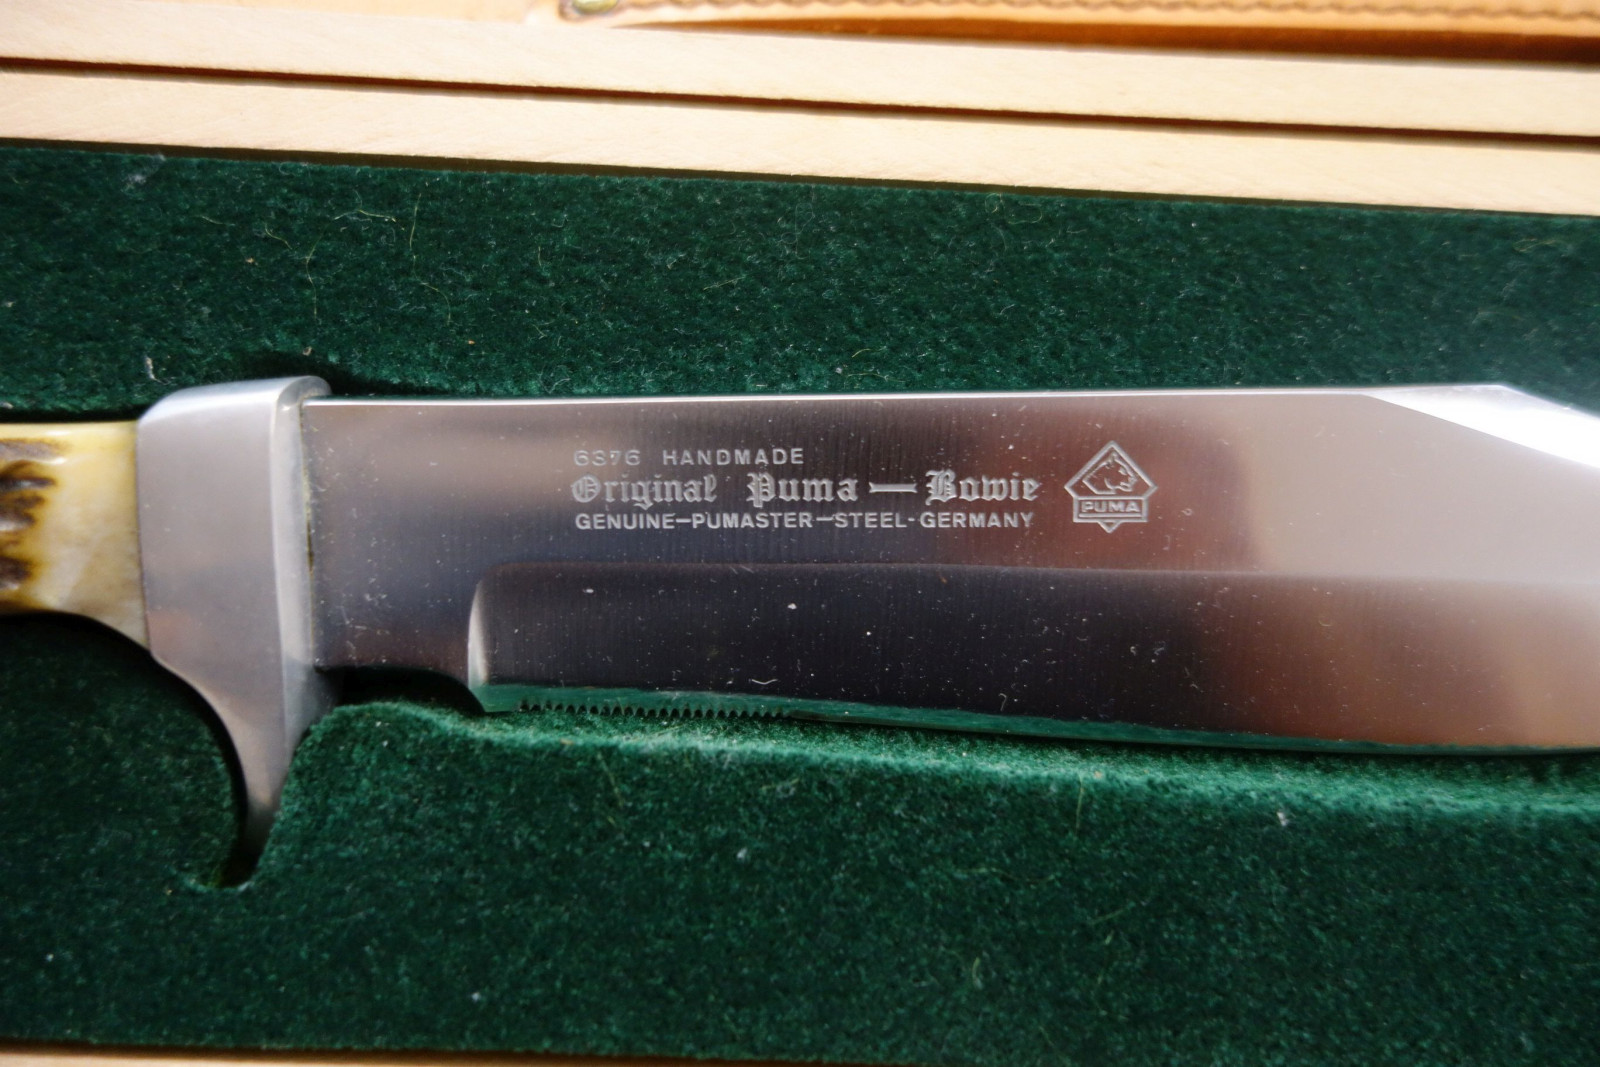 6376 HANDMADE
Original Puma — Bowie
GENUINE-PUMASTER-STEEL-GERMANY
PUMA